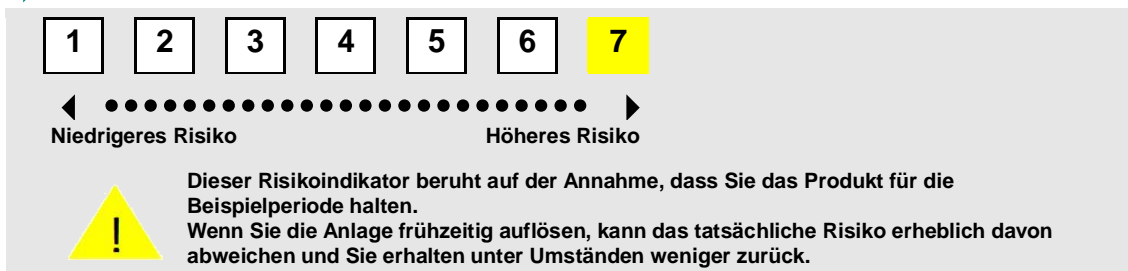 1 2 3 4 5 6 7
Niedrigeres Risiko Höheres Risiko
Dieser Risikoindikator beruht auf der Annahme, dass Sie das Produkt für die
Beispielperiode halten.
! Wenn Sie die Anlage frühzeitig auflösen, kann das tatsächliche Risiko erheblich davon
abweichen und Sie erhalten unter Umständen weniger zurück.